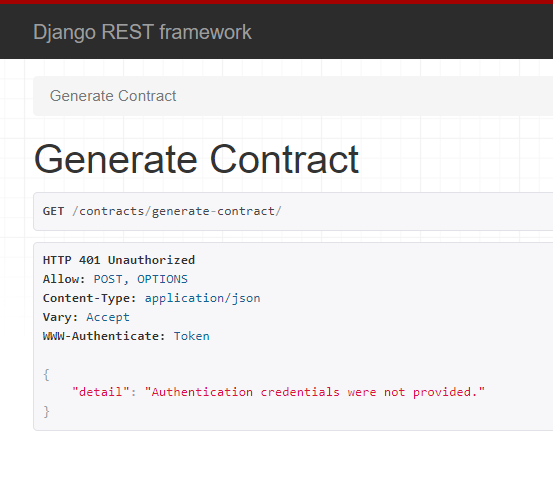 Django REST framework
Generate Contract
Generate Contract
GET /contracts/generate-contract/
HTTP 401 Unauthorized
Allow: POST, OPTIONS
Content-Type: application/json
Vary: Accept
WWW-Authenticate: Token
{
"detail": "Authentication credentials were not provided."
}